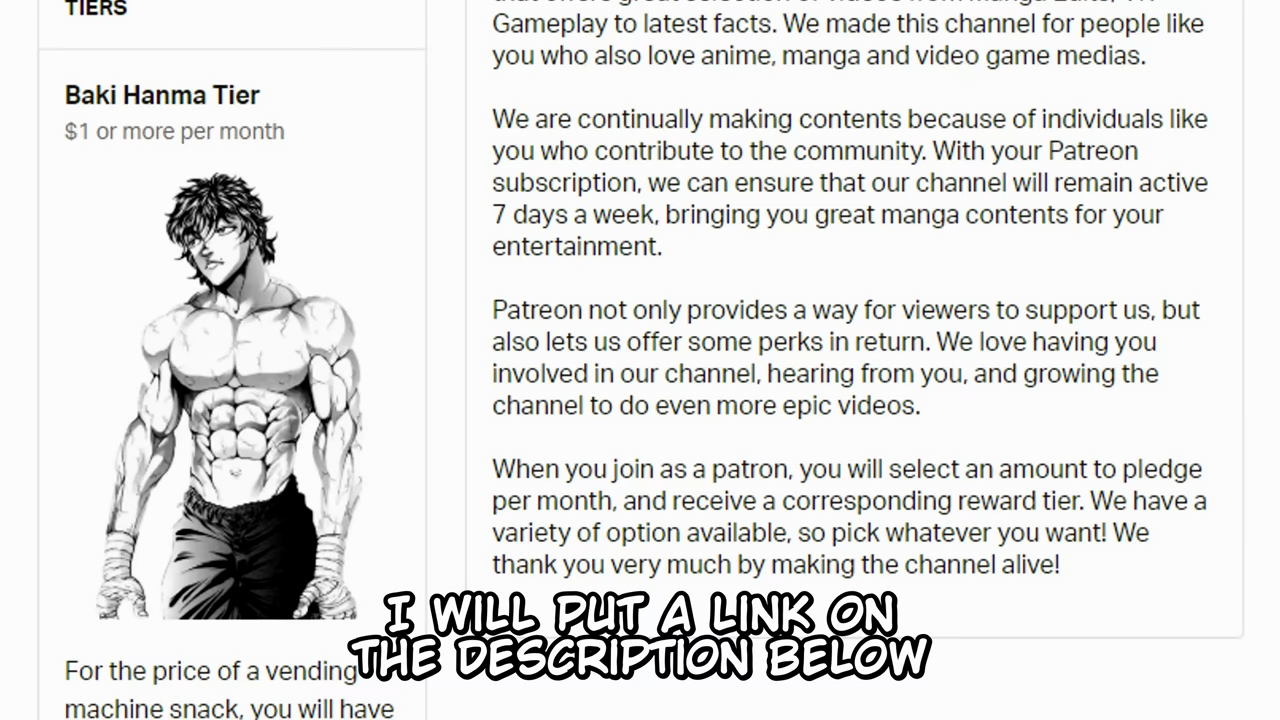 TIERS
Baki Hanma Tier
$1 or more per month
For the price of a vending
machine snack, you will have
Gameplay to latest facts. We made this channel for people like
you who also love anime, manga and video game medias.
We are continually making contents because of individuals like
you who contribute to the community. With your Patreon
subscription, we can ensure that our channel will remain active
7 days a week, bringing you great manga contents for your
entertainment.
Patreon not only provides a way for viewers to support us, but
also lets us offer some perks in return. We love having you
involved in our channel, hearing from you, and growing the
channel to do even more epic videos.
When you join as a patron, you will select an amount to pledge
per month, and receive a corresponding reward tier. We have a
variety of option available, so pick whatever you want! We
thank you very much by making the channel alive!
I WILL PUT A LINK ON
THE DESCRIPTION BELOW